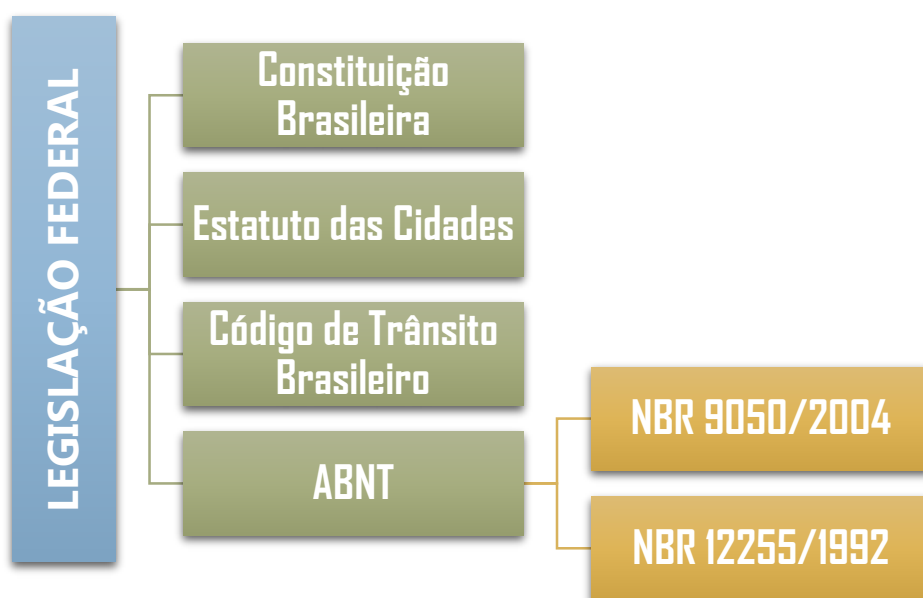 LEGISLAÇÃO FEDERAL
Constituição
Brasileira
Estatuto das Cidades
Código de Trânsito
Brasileiro
ABNT
NBR 9050/2004
NBR 12255/1992